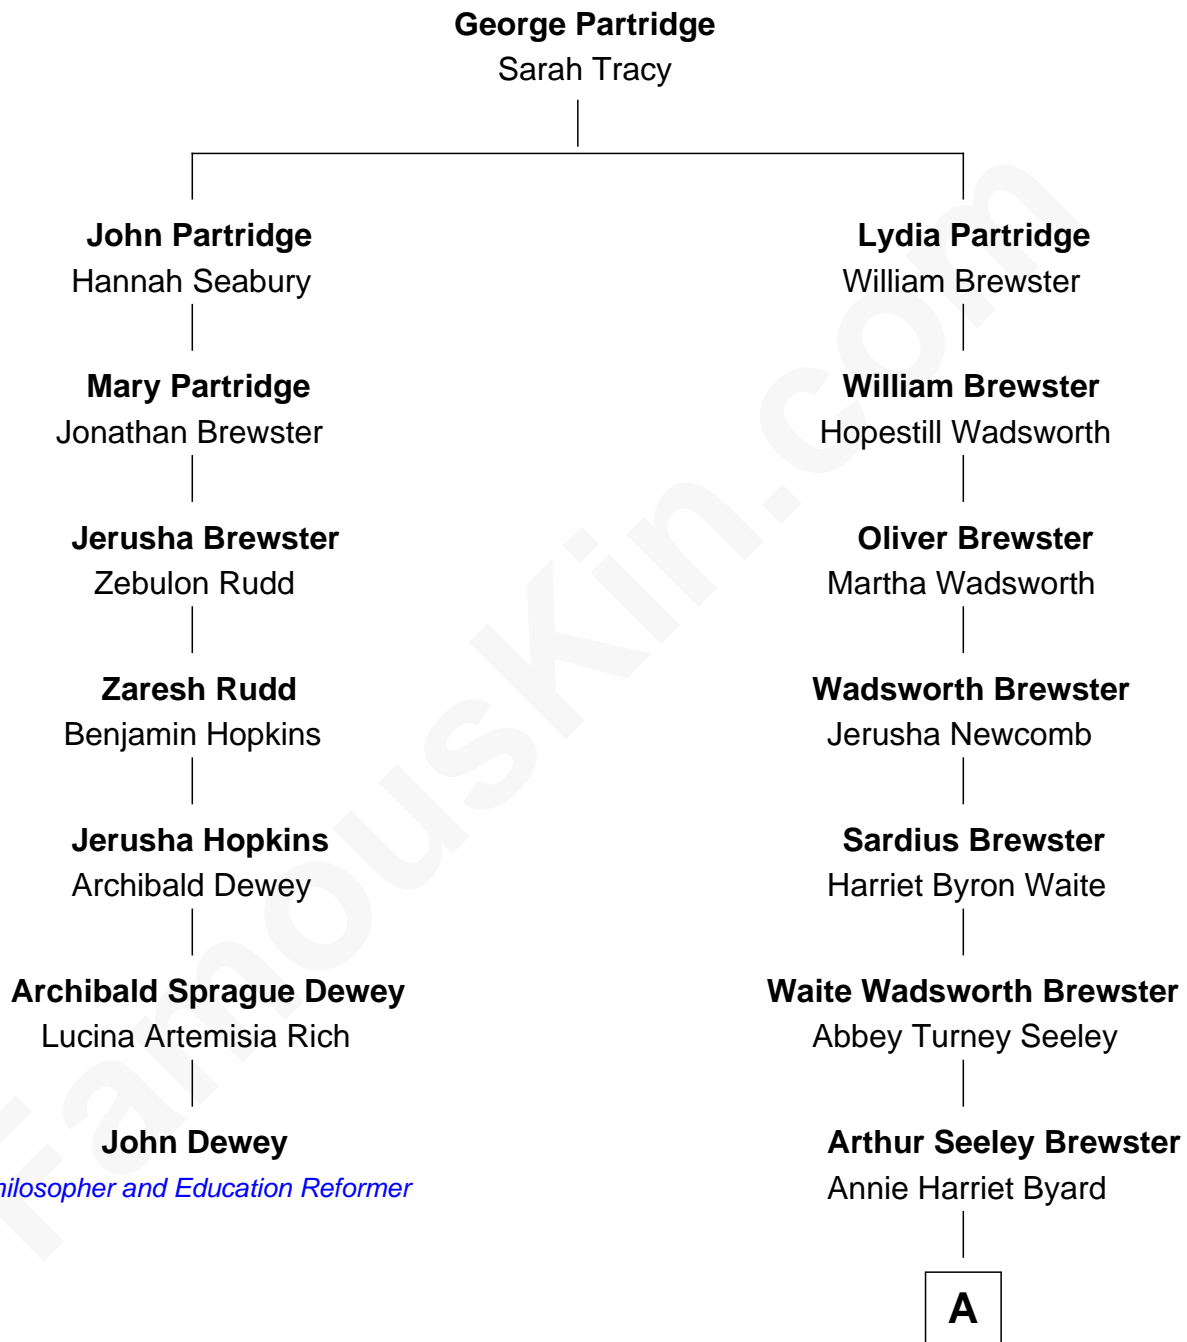 George Partridge
Sarah Tracy
John Partridge
Hannah Seabury
Lydia Partridge
William Brewster
Mary Partridge
Jonathan Brewster
William Brewster
Hopestill Wadsworth
Jerusha Brewster
Zebulon Rudd
Oliver Brewster
Martha Wadsworth
Zaresh Rudd
Benjamin Hopkins
Wadsworth Brewster
Jerusha Newcomb
Jerusha Hopkins
Archibald Dewey
Sardius Brewster
Harriet Byron Waite
Archibald Sprague Dewey
Lucina Artemisia Rich
Waite Wadsworth Brewster
Abbey Turney Seeley
John Dewey
hilosopher and Education Reformer
Arthur Seeley Brewster
Annie Harriet Byard
A
FamousKin.com